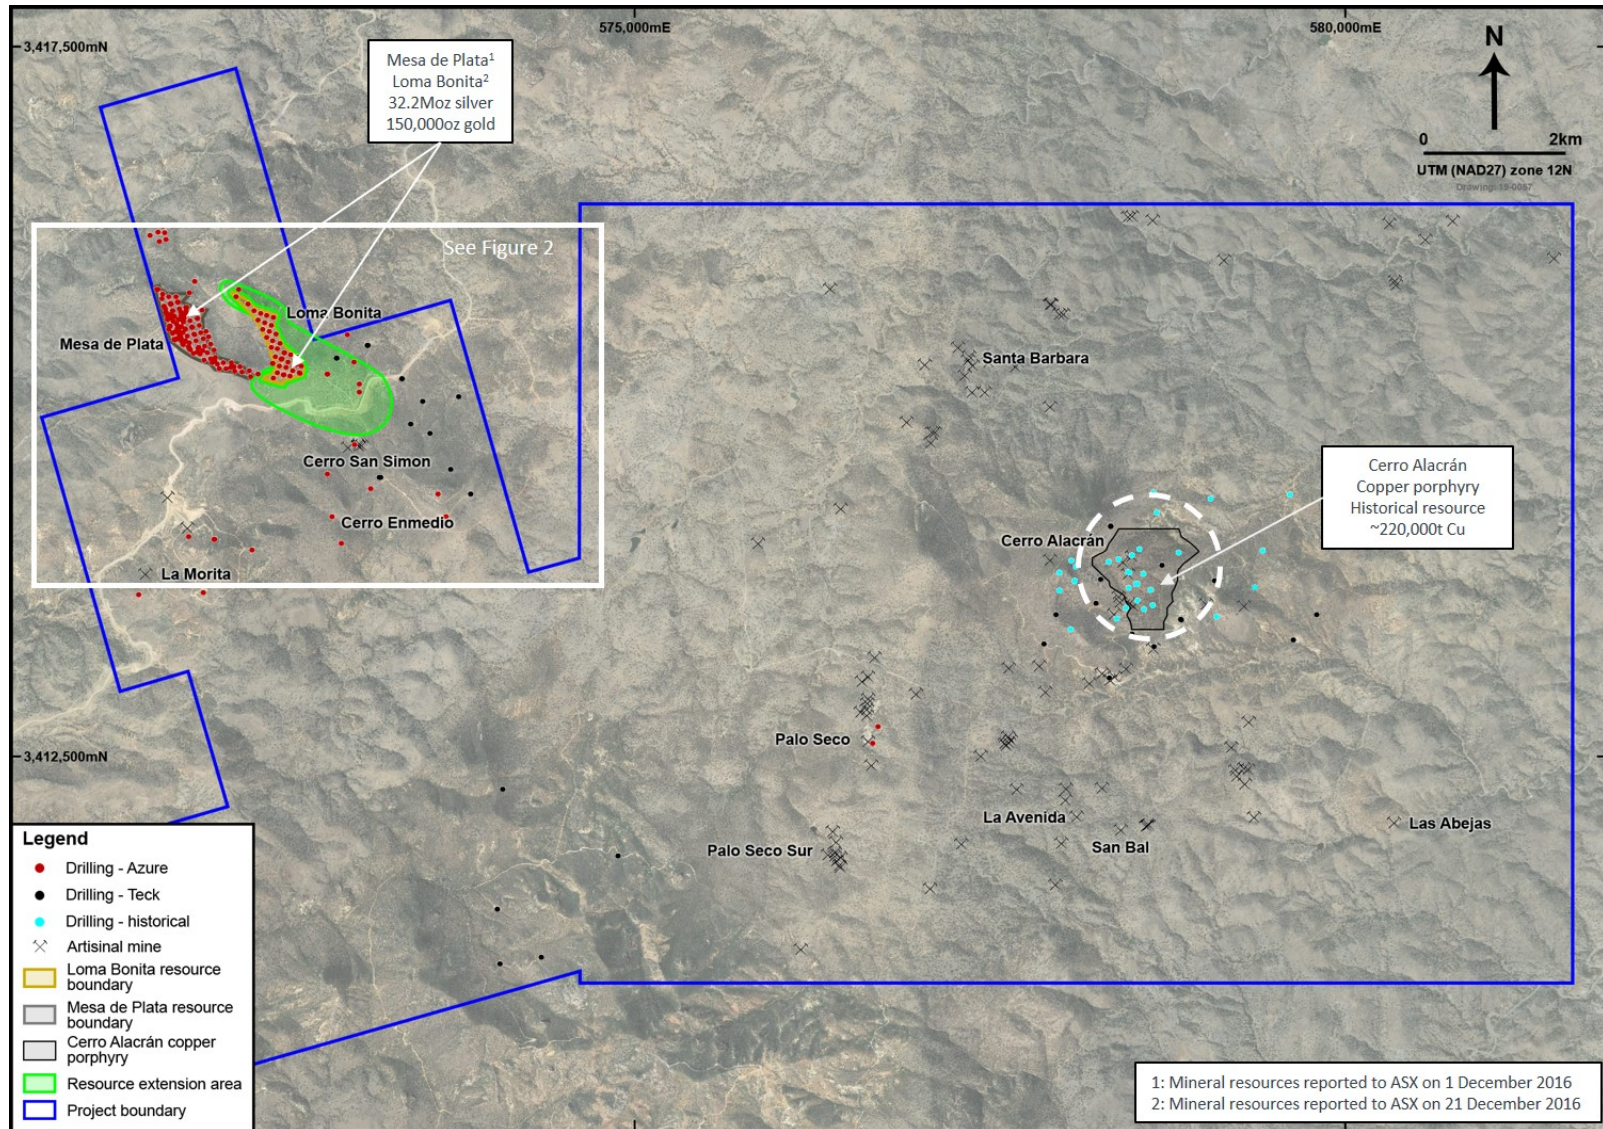 575,000mE
580,000mE
3,417,500mN
N
0 2km
UTM (NAD27) zone 12N
Mesa de Plata¹
Loma Bonita²
32.2Moz silver
150,000oz gold
See Figure 2
Loma Bonita
Mesa de Plata
Santa Barbara
Cerro San Simon
Cerro Enmedio
La Morita
Cerro Alacrán
Copper porphyry
Historical resource
~220,000t Cu
Cerro Alacrán
Palo Seco
3,412,500mN
La Avenida
San Bal
Las Abejas
Palo Seco Sur
Legend
Drilling - Azure
Drilling - Teck
Drilling - historical
Artisinal mine
Loma Bonita resource
boundary
Mesa de Plata resource
boundary
Cerro Alacrán copper
porphyry
Resource extension area
Project boundary
1: Mineral resources reported to ASX on 1 December 2016
2: Mineral resources reported to ASX on 21 December 2016